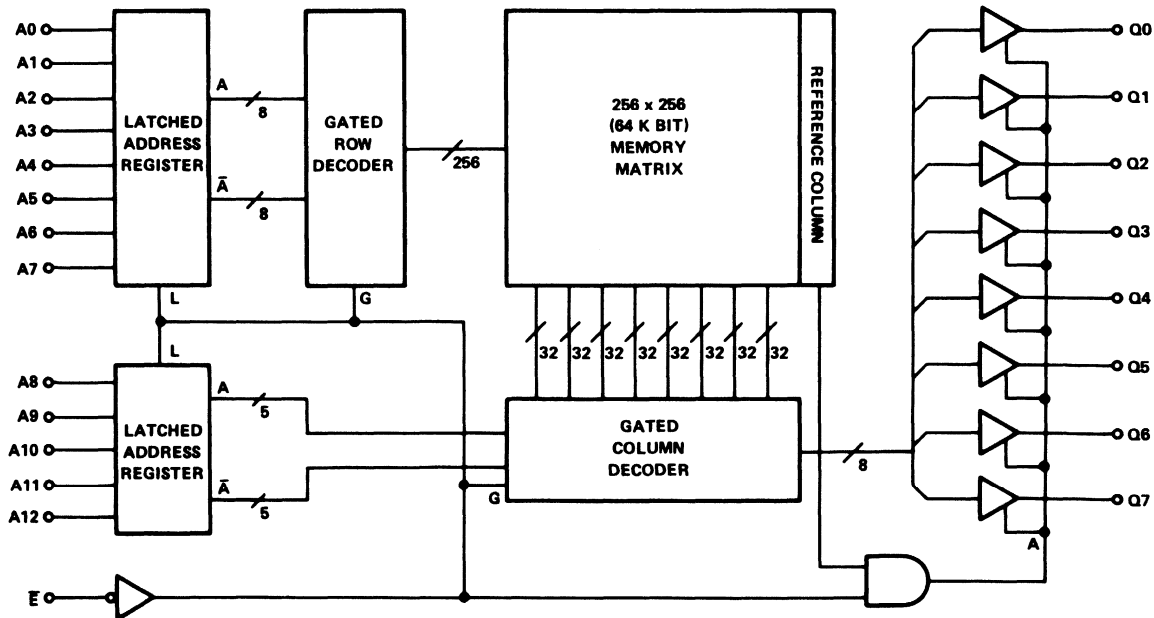 A0
A1
A2
A3
A4
A5
A6
A7
LATCHED
ADDRESS
REGISTER
A
8
Ā
8
L
GATED
ROW
DECODER
G
256
256 x 256
(64 K BIT)
MEMORY
MATRIX
REFERENCE COLUMN
32 32 32 32 32 32 32 32
L
A8
A9
A10
A11
A12
LATCHED
ADDRESS
REGISTER
A
5
Ā
5
GATED
COLUMN
DECODER
G
8
Q0
Q1
Q2
Q3
Q4
Q5
Q6
Q7
A
E̅